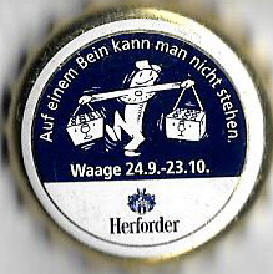 Auf einem Bein kann man nicht stehen.
Waage 24.9.-23.10.
Herforder